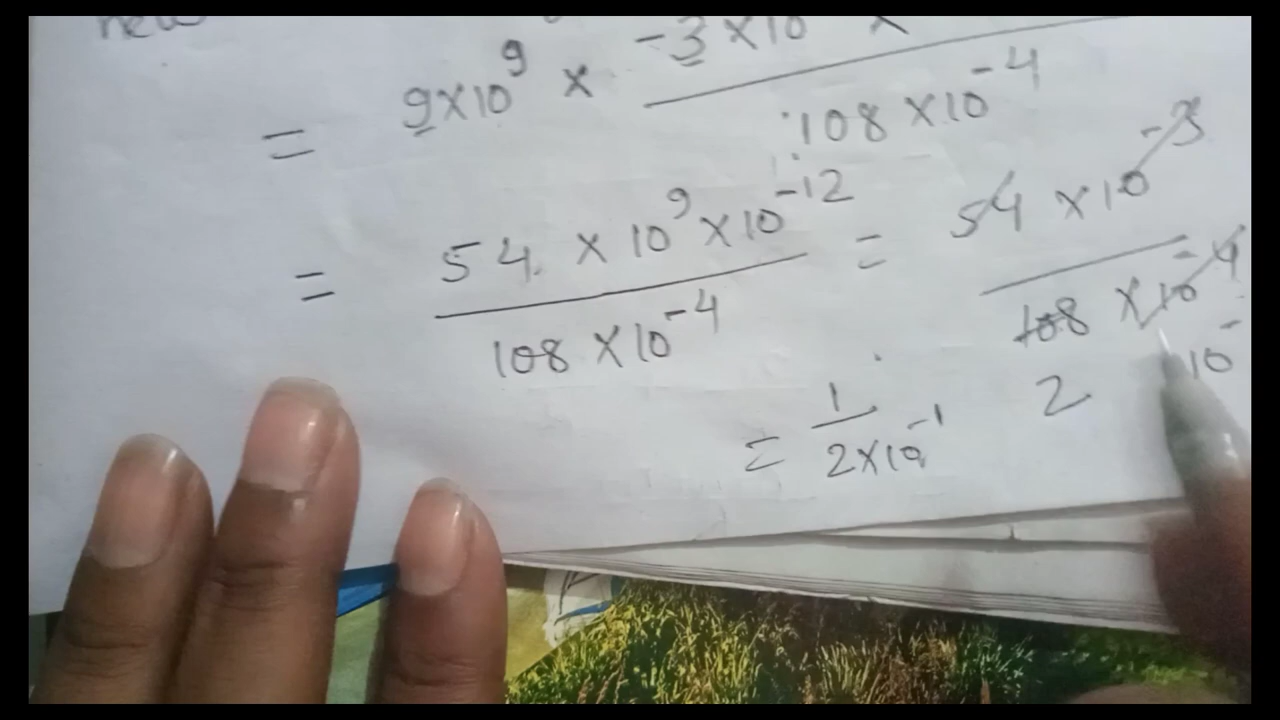 new
= 9×10^9 × (-3×10 ×) / (108×10^-4)
= (54×10^9×10^-12) / (108×10^-4) = (54×10^-3) / (108×10^-4)
2 10^-
= 1 / (2×10^-1)